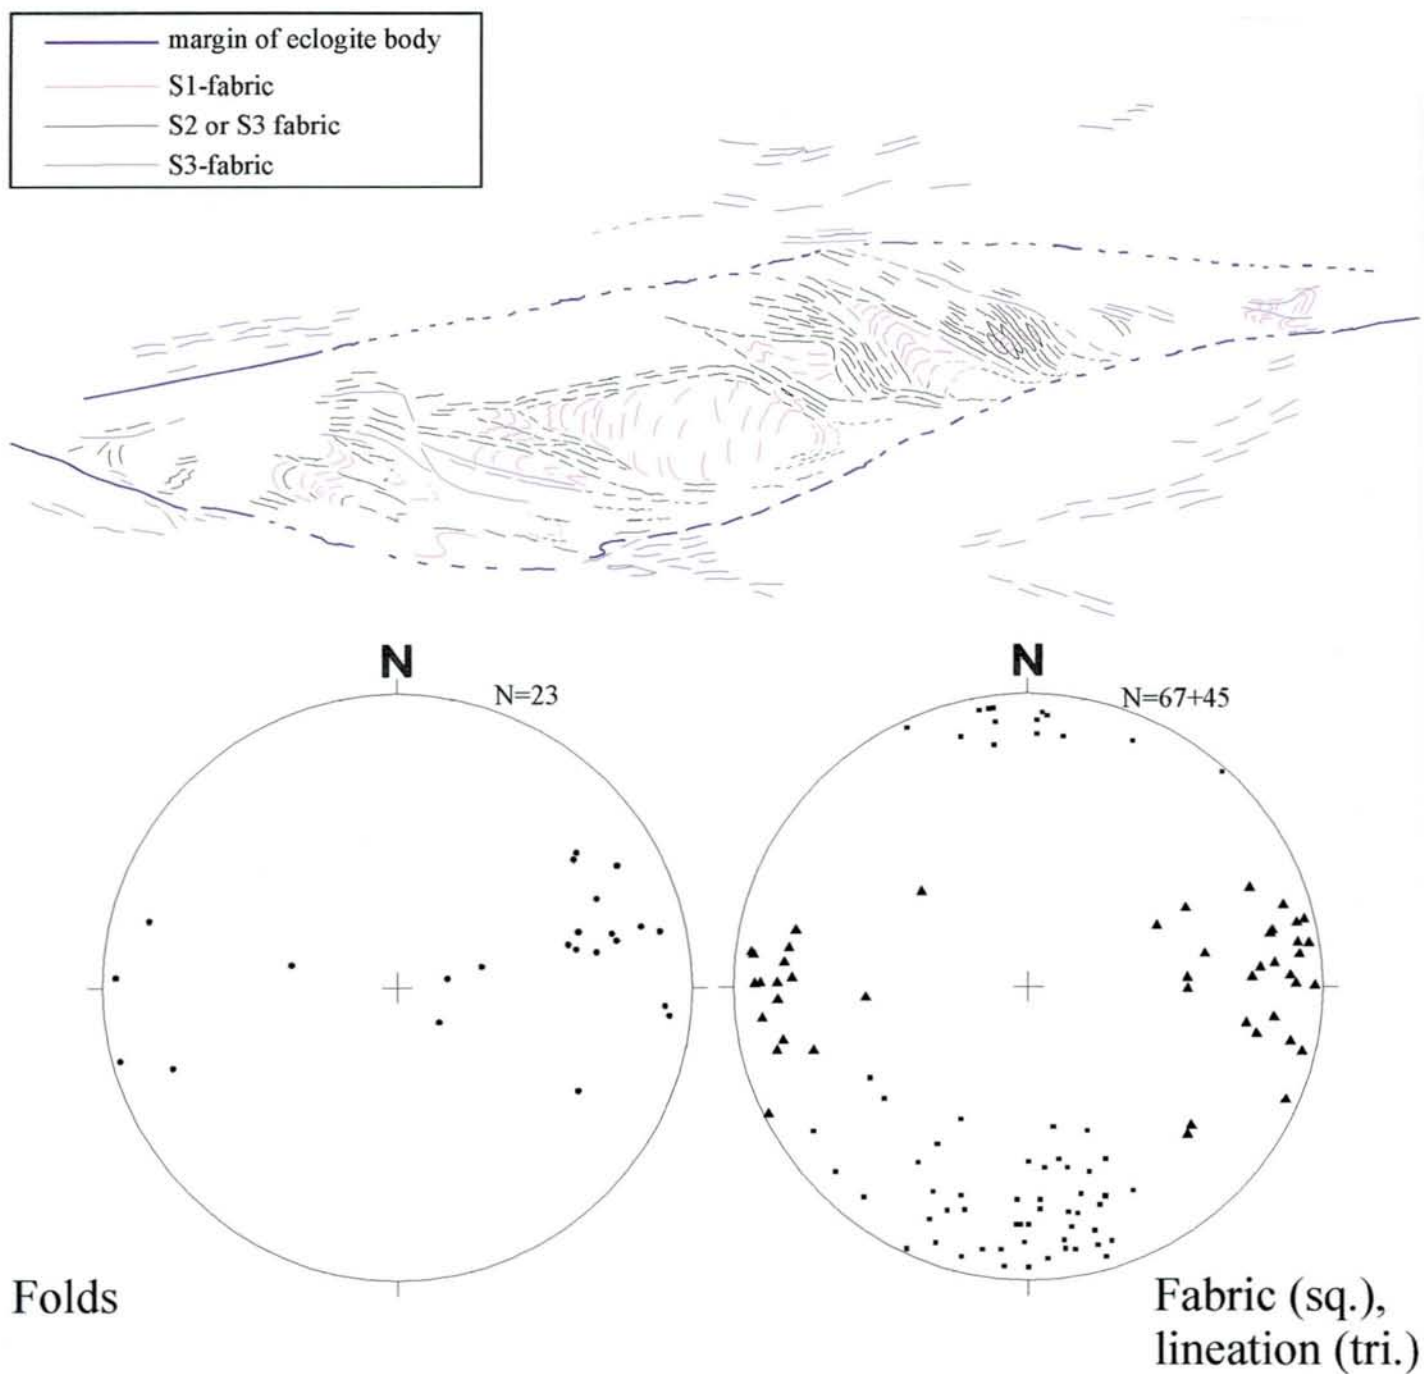 margin of eclogite body
S1-fabric
S2 or S3 fabric
S3-fabric
N
N=23
N
N=67+45
Folds
Fabric (sq.),
lineation (tri.)